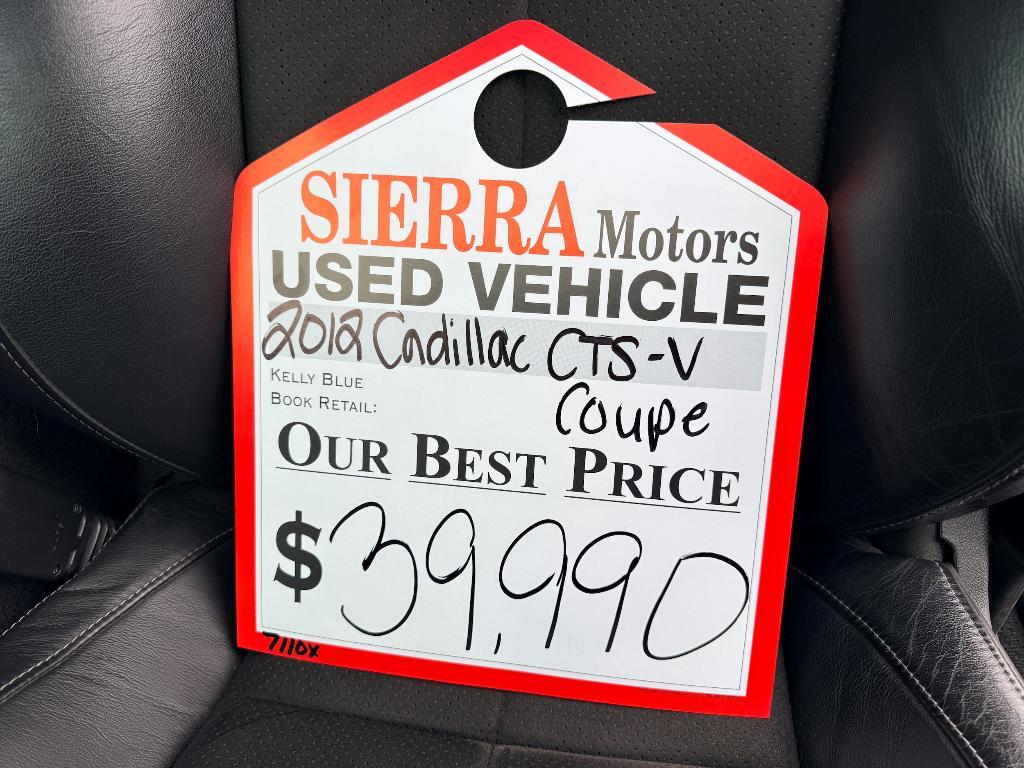 SIERRA Motors
USED VEHICLE
2012 Cadillac CTS-V
Coupe
KELLY BLUE
BOOK RETAIL:
OUR BEST PRICE
$39,990
7110X